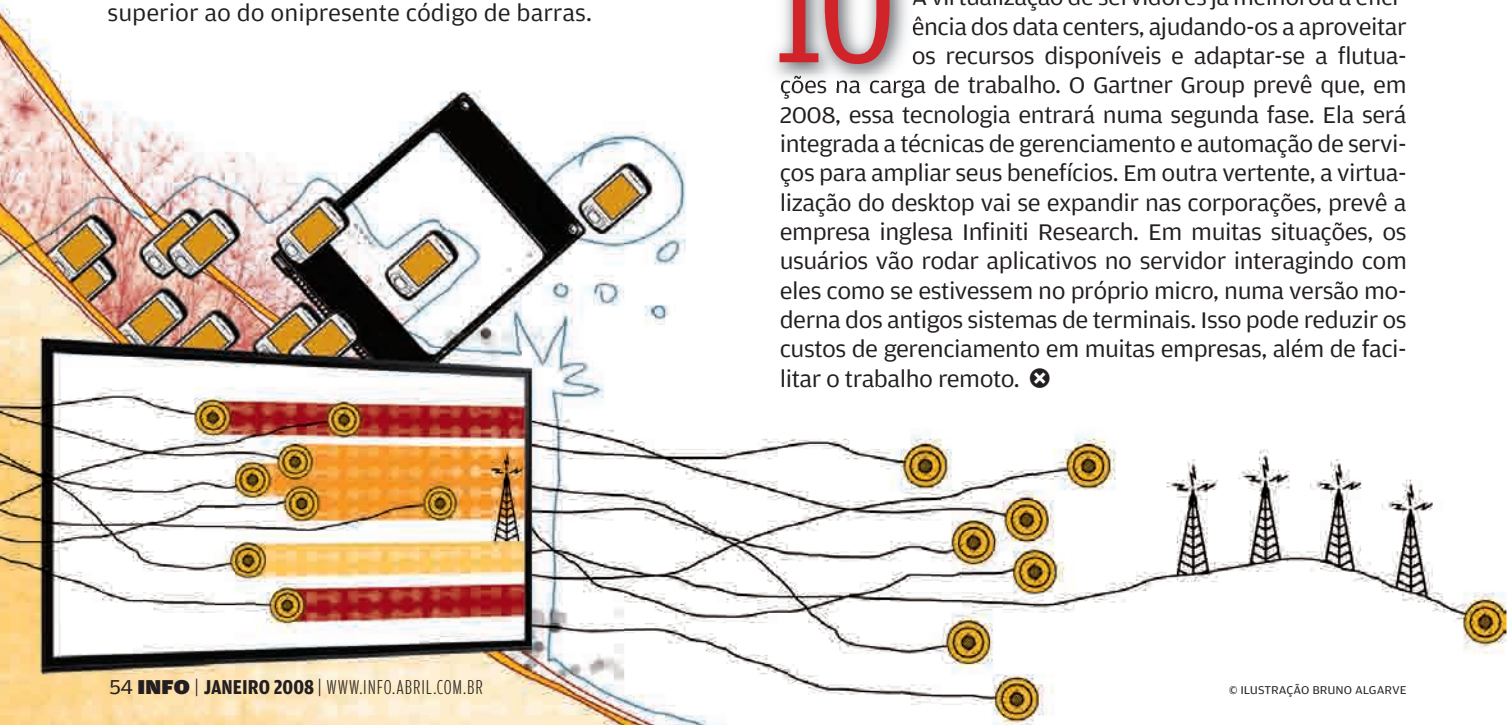 superior ao do onipresente código de barras.
10
A virtualização de servidores já melhorou a efici-
ência dos data centers, ajudando-os a aproveitar
os recursos disponíveis e adaptar-se a flutua-
ções na carga de trabalho. O Gartner Group prevê que, em
2008, essa tecnologia entrará numa segunda fase. Ela será
integrada a técnicas de gerenciamento e automação de servi-
ços para ampliar seus benefícios. Em outra vertente, a virtua-
lização do desktop vai se expandir nas corporações, prevê a
empresa inglesa Infiniti Research. Em muitas situações, os
usuários vão rodar aplicativos no servidor interagindo com
eles como se estivessem no próprio micro, numa versão mo-
derna dos antigos sistemas de terminais. Isso pode reduzir os
custos de gerenciamento em muitas empresas, além de faci-
litar o trabalho remoto.
54 INFO | JANEIRO 2008 | WWW.INFO.ABRIL.COM.BR
© ILUSTRAÇÃO BRUNO ALGARVE